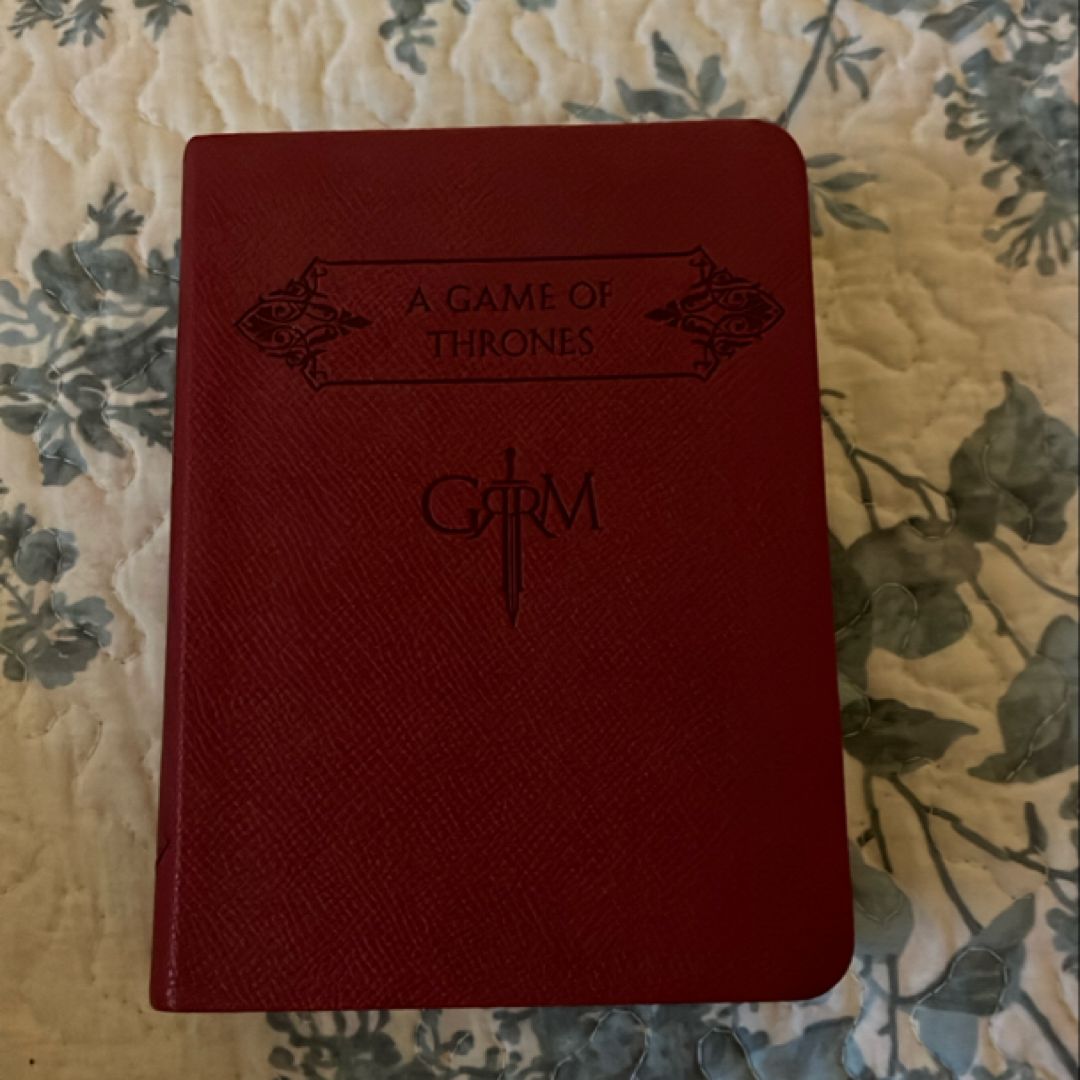 A GAME OF
THRONES
GRRM